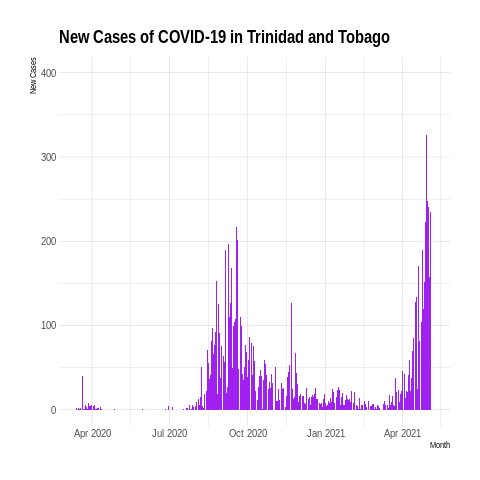 New Cases of COVID-19 in Trinidad and Tobago
New Cases
400
300
200
100
0
Apr 2020 Jul 2020 Oct 2020 Jan 2021 Apr 2021
Month